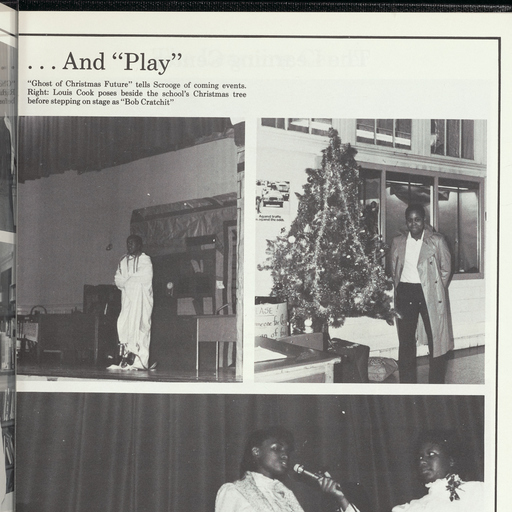 . . . And “Play”
“Ghost of Christmas Future” tells Scrooge of coming events.
Right: Louis Cook poses beside the school’s Christmas tree
before stepping on stage as “Bob Cratchit”